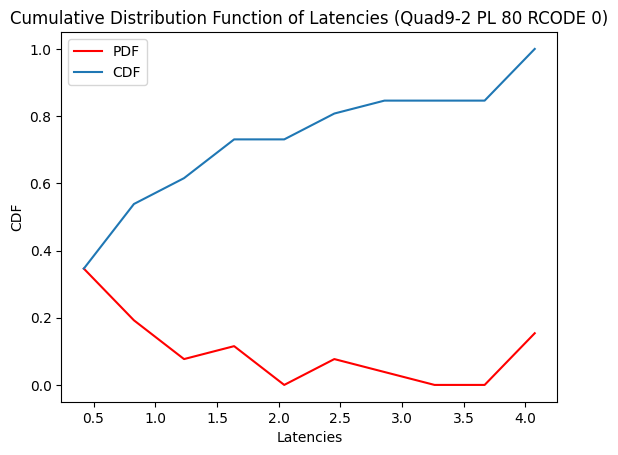 Cumulative Distribution Function of Latencies (Quad9-2 PL 80 RCODE 0)
PDF
CDF
1.0
0.8
0.6
0.4
0.2
0.0
CDF
0.5 1.0 1.5 2.0 2.5 3.0 3.5 4.0
Latencies